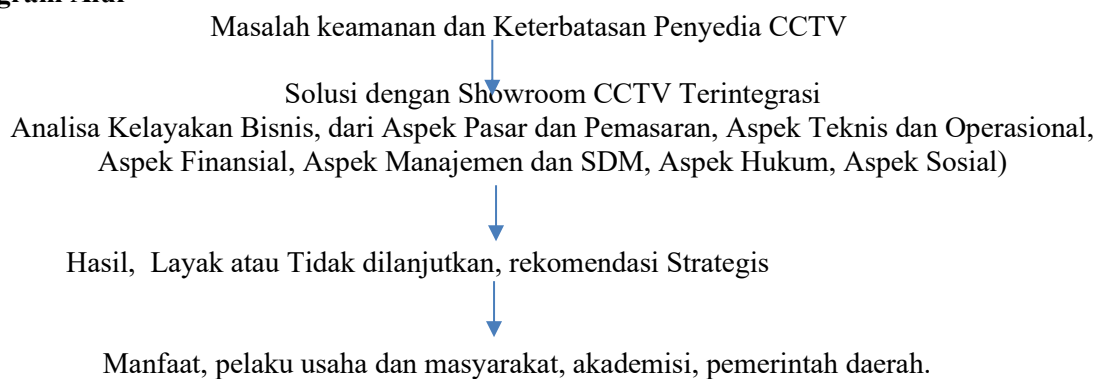 Masalah keamanan dan Keterbatasan Penyedia CCTV
Solusi dengan Showroom CCTV Terintegrasi
Analisa Kelayakan Bisnis, dari Aspek Pasar dan Pemasaran, Aspek Teknis dan Operasional,
Aspek Finansial, Aspek Manajemen dan SDM, Aspek Hukum, Aspek Sosial)
Hasil, Layak atau Tidak dilanjutkan, rekomendasi Strategis
Manfaat, pelaku usaha dan masyarakat, akademisi, pemerintah daerah.